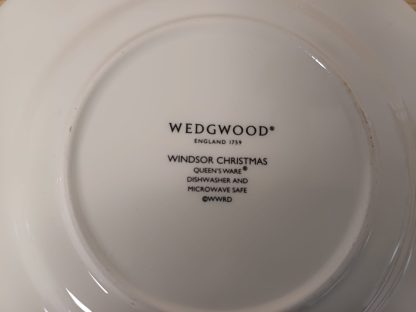 WEDGWOOD®
ENGLAND 1759
WINDSOR CHRISTMAS
QUEEN'S WARE®
DISHWASHER AND
MICROWAVE SAFE
©WWRD